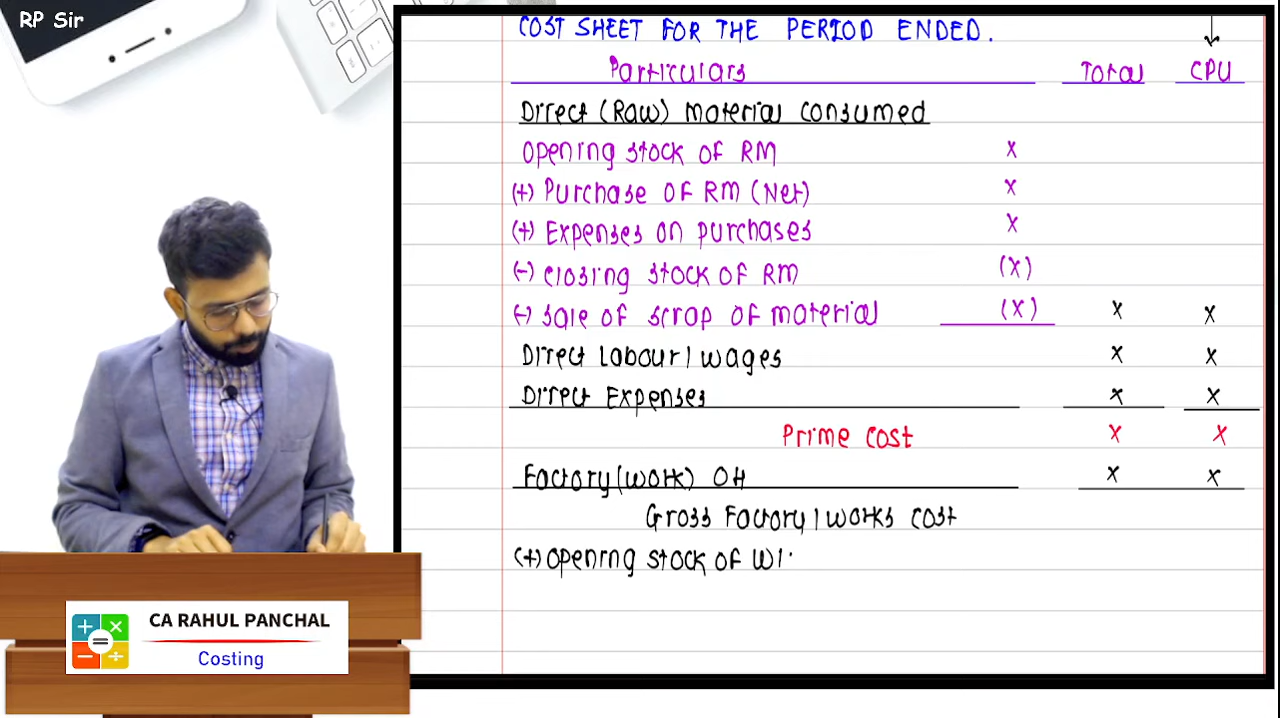 RP Sir
COST SHEET FOR THE PERIOD ENDED.
Particulars Total CPU
Direct (Raw) Material Consumed
Opening stock of RM x
(+) Purchase of RM (Net) x
(+) Expenses on purchases x
(-) Closing stock of RM (x)
(-) Sale of scrap of material (x) x x
Direct Labour/wages x x
Direct Expenses x x
Prime cost x x
Factory (work) OH x x
Gross Factory/works cost
(+) opening stock of WI
CA RAHUL PANCHAL
Costing